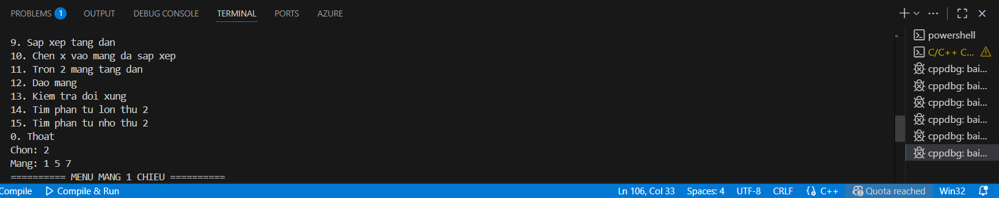 PROBLEMS 1 OUTPUT DEBUG CONSOLE TERMINAL PORTS AZURE
9. Sap xep tang dan
10. Chen x vao mang da sap xep
11. Tron 2 mang tang dan
12. Dao mang
13. Kiem tra doi xung
14. Tim phan tu lon thu 2
15. Tim phan tu nho thu 2
0. Thoat
Chon: 2
Mang: 1 5 7
========== MENU MANG 1 CHIEU ==========
powershell
C/C++ C...
cppdbg: bai...
cppdbg: bai...
cppdbg: bai...
cppdbg: bai...
cppdbg: bai...
cppdbg: bai...
Compile Compile & Run Ln 106, Col 33 Spaces: 4 UTF-8 CRLF C++ Quota reached Win32